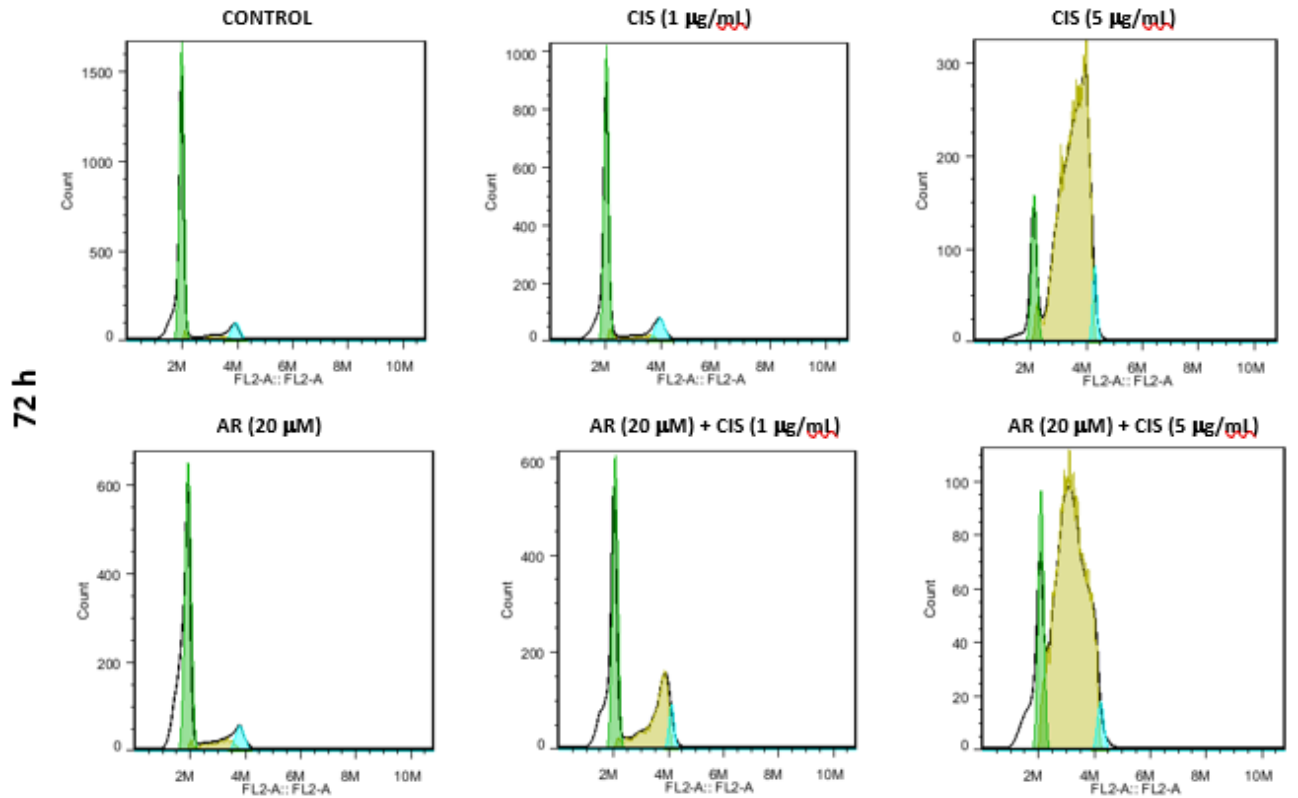 72 h
CONTROL
1500
1000
500
0
Count
2M 4M 6M 8M 10M
FL2-A:: FL2-A
CIS (1 µg/mL)
1000
800
600
400
200
0
Count
2M 4M 6M 8M 10M
FL2-A:: FL2-A
CIS (5 µg/mL)
300
200
100
0
Count
2M 4M 6M 8M 10M
FL2-A:: FL2-A
AR (20 µM)
600
400
200
0
Count
2M 4M 6M 8M 10M
FL2-A:: FL2-A
AR (20 µM) + CIS (1 µg/mL)
600
400
200
0
Count
2M 4M 6M 8M 10M
FL2-A:: FL2-A
AR (20 µM) + CIS (5 µg/mL)
100
80
60
40
20
0
Count
2M 4M 6M 8M 10M
FL2-A:: FL2-A